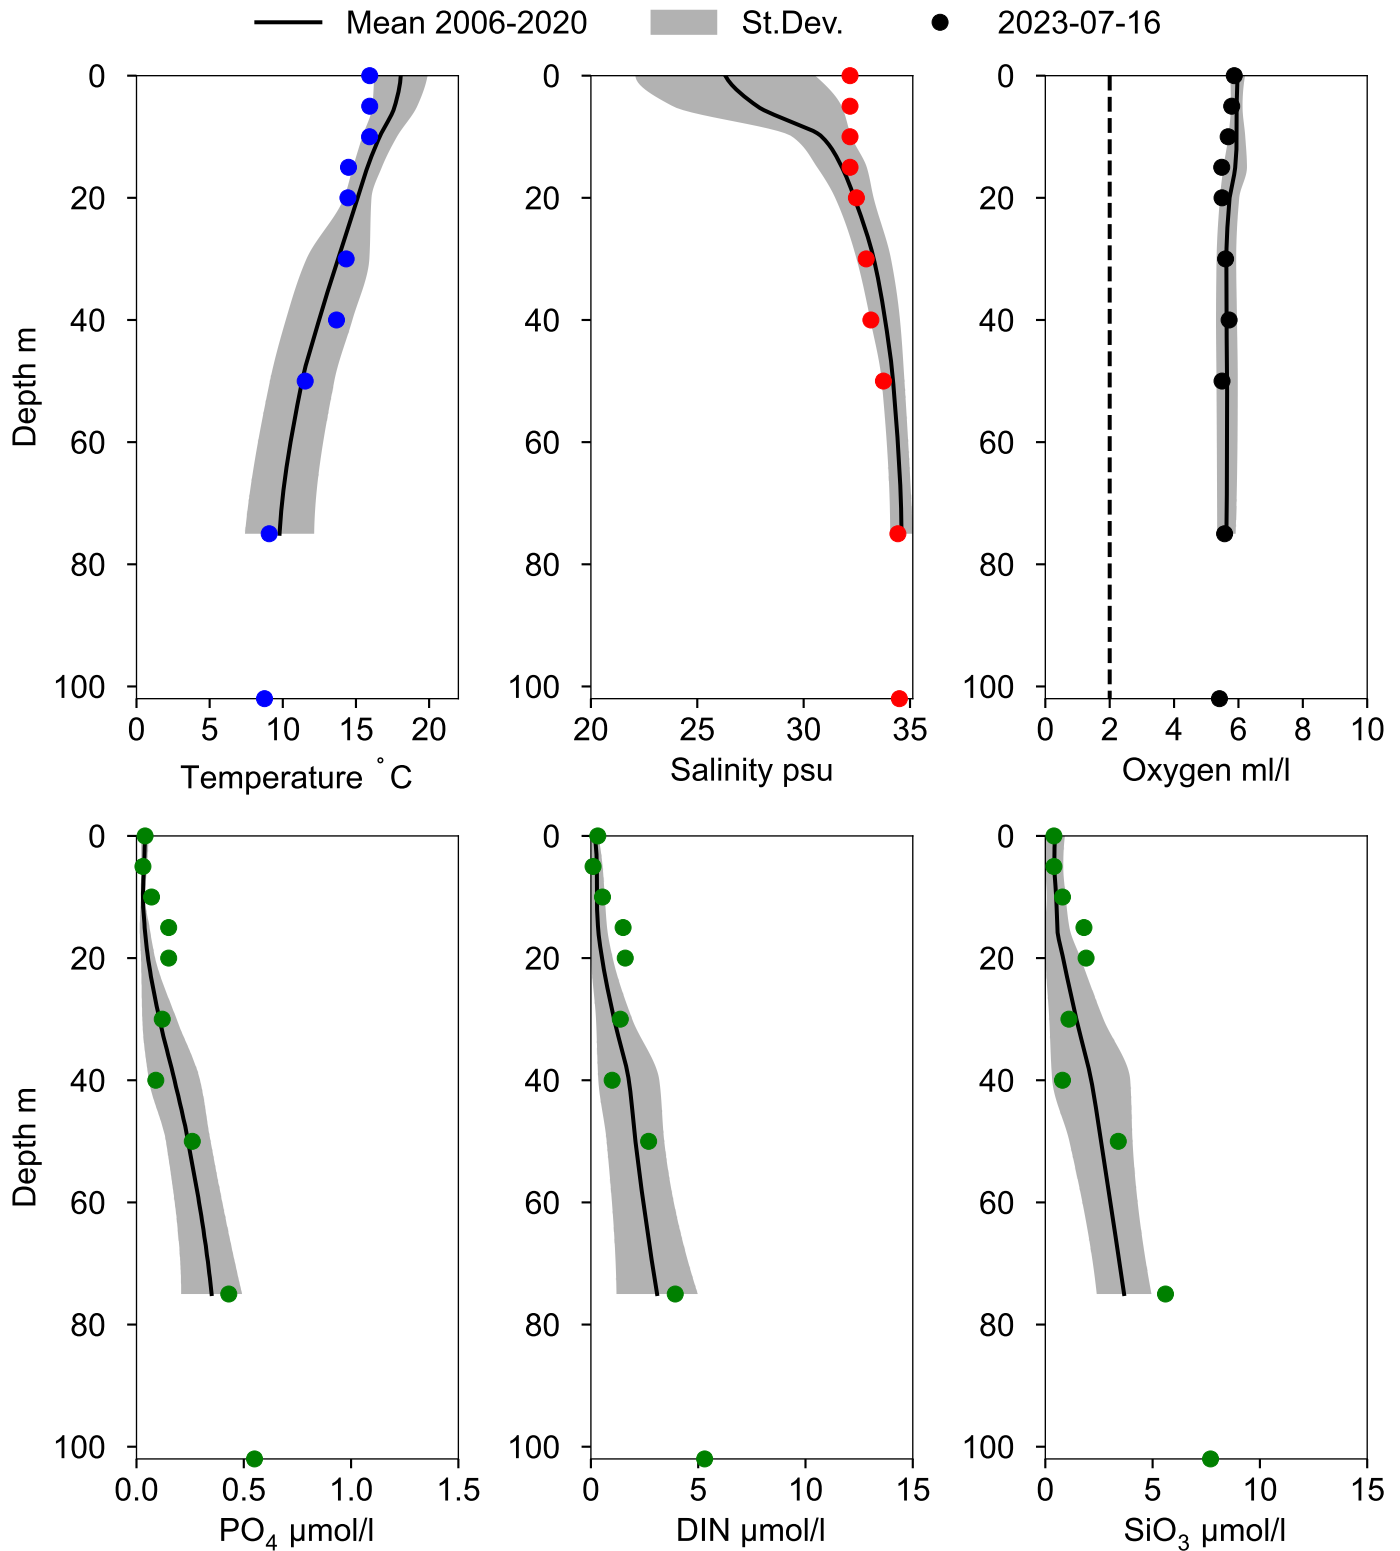 Mean 2006-2020 St.Dev. 2023-07-16
0 0 0
20 20 20
40 40 40
60 60 60
80 80 80
100 100 100
Depth m
0 5 10 15 20 20 25 30 35 0 2 4 6 8 10
Temperature °C Salinity psu Oxygen ml/l
0 0 0
20 20 20
40 40 40
60 60 60
80 80 80
100 100 100
Depth m
0.0 0.5 1.0 1.5 0 5 10 15 0 5 10 15
PO4 µmol/l DIN µmol/l SiO3 µmol/l